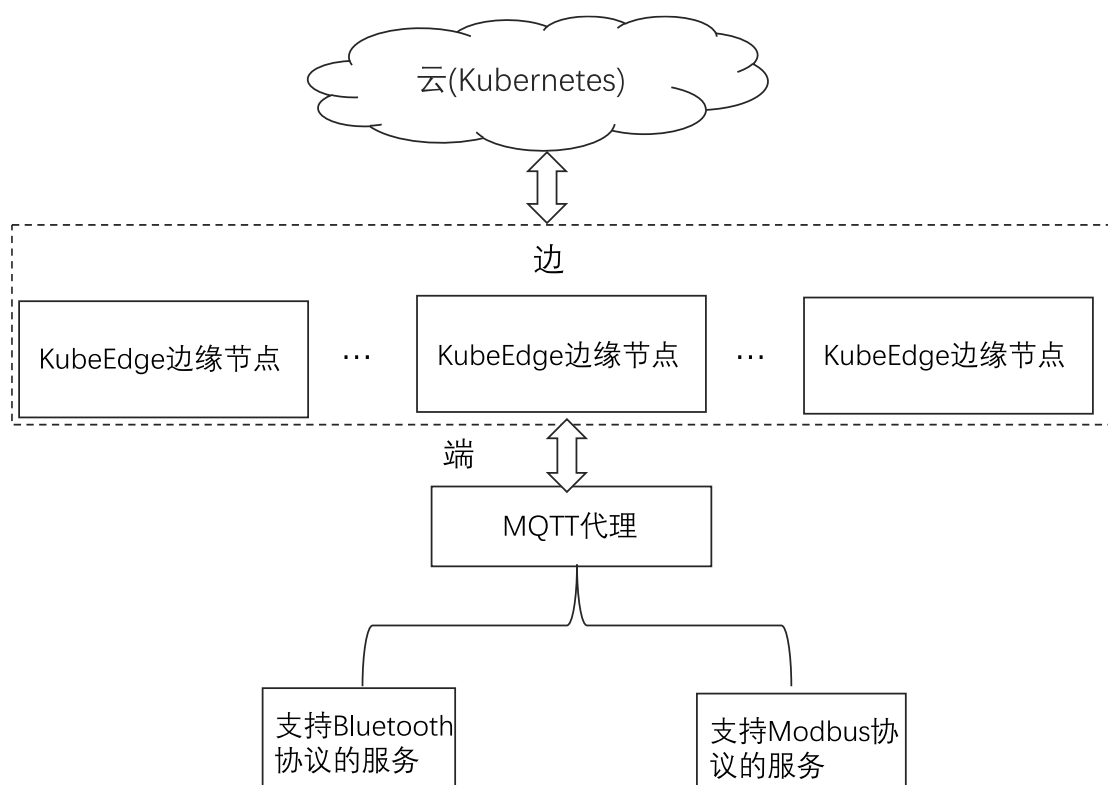 云(Kubernetes)
边
KubeEdge边缘节点
…
KubeEdge边缘节点
…
KubeEdge边缘节点
端
MQTT代理
支持Bluetooth
协议的服务
支持Modbus协
议的服务